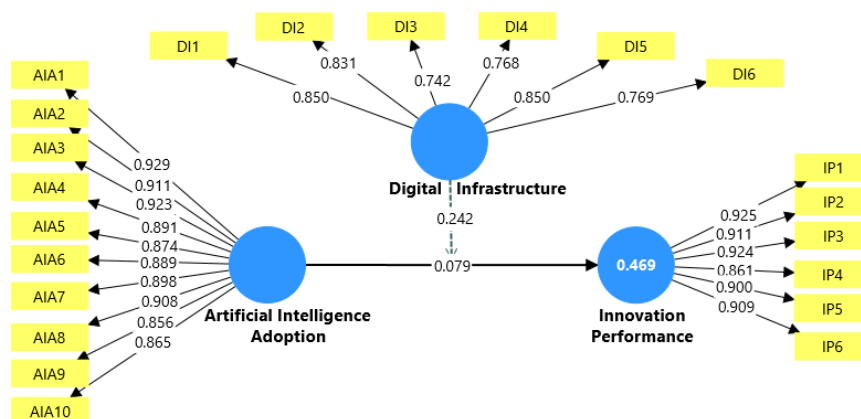 DI1
DI2
DI3
DI4
DI5
DI6
0.850
0.831
0.742
0.768
0.850
0.769
Digital Infrastructure
0.242
AIA1
AIA2
AIA3
AIA4
AIA5
AIA6
AIA7
AIA8
AIA9
AIA10
0.929
0.911
0.923
0.891
0.874
0.889
0.898
0.908
0.856
0.865
Artificial Intelligence
Adoption
0.079
0.469
Innovation
Performance
0.925
0.911
0.924
0.861
0.900
0.909
IP1
IP2
IP3
IP4
IP5
IP6